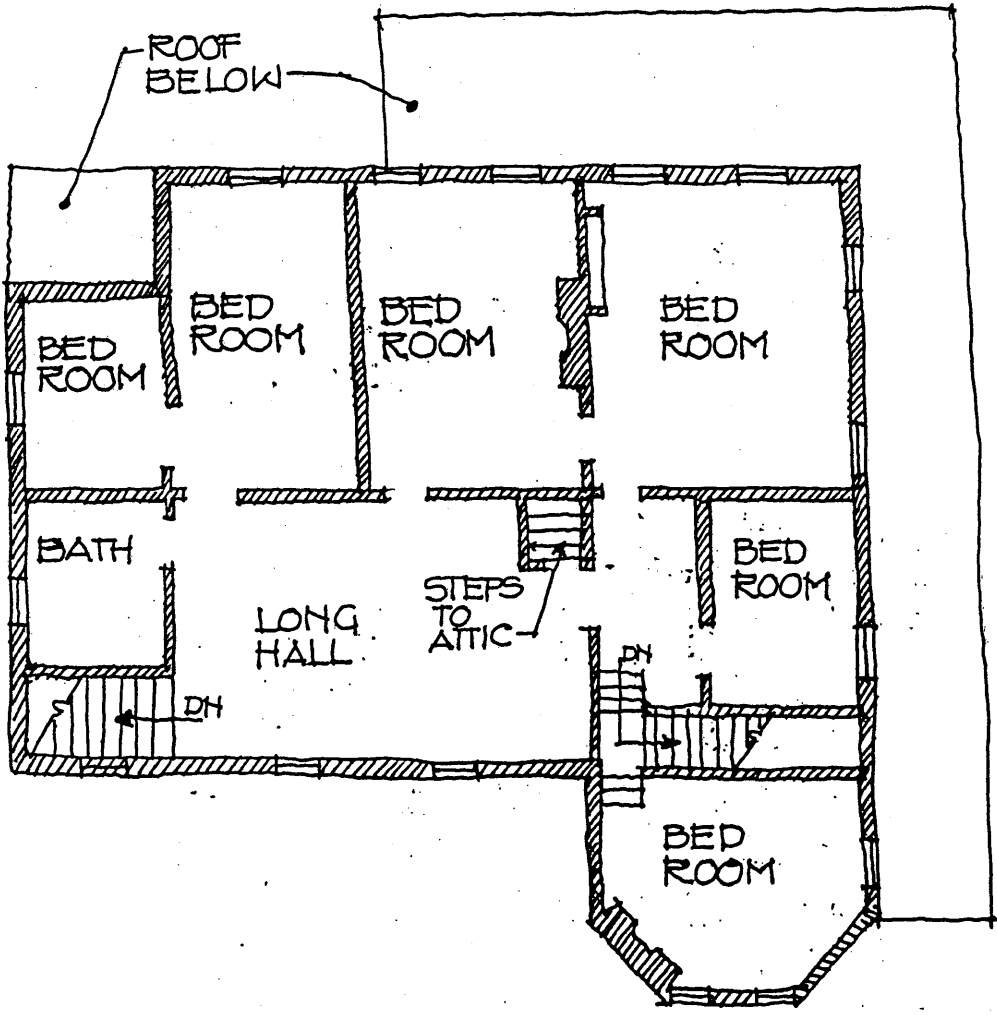 ROOF
BELOW
BED
ROOM
BED
ROOM
BED
ROOM
BED
ROOM
BATH
LONG
HALL
STEPS
TO
ATTIC
BED
ROOM
DN
DN
BED
ROOM